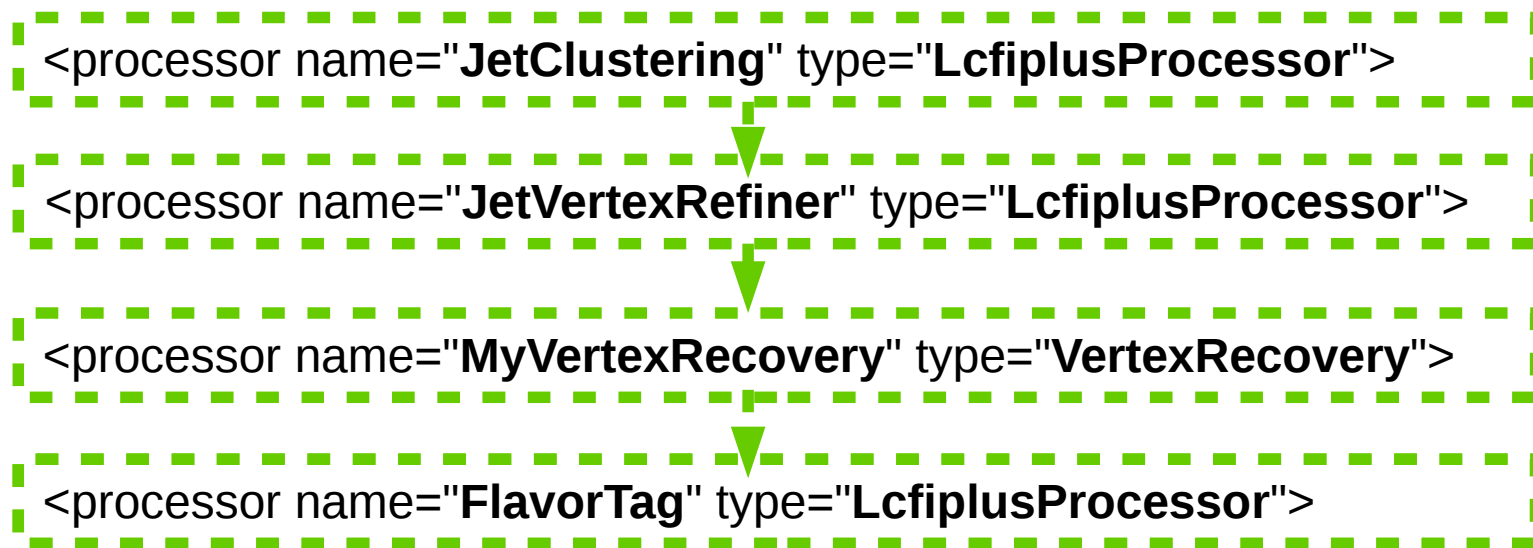 <processor name="JetClustering" type="LcfiplusProcessor">
<processor name="JetVertexRefiner" type="LcfiplusProcessor">
<processor name="MyVertexRecovery" type="VertexRecovery">
<processor name="FlavorTag" type="LcfiplusProcessor">